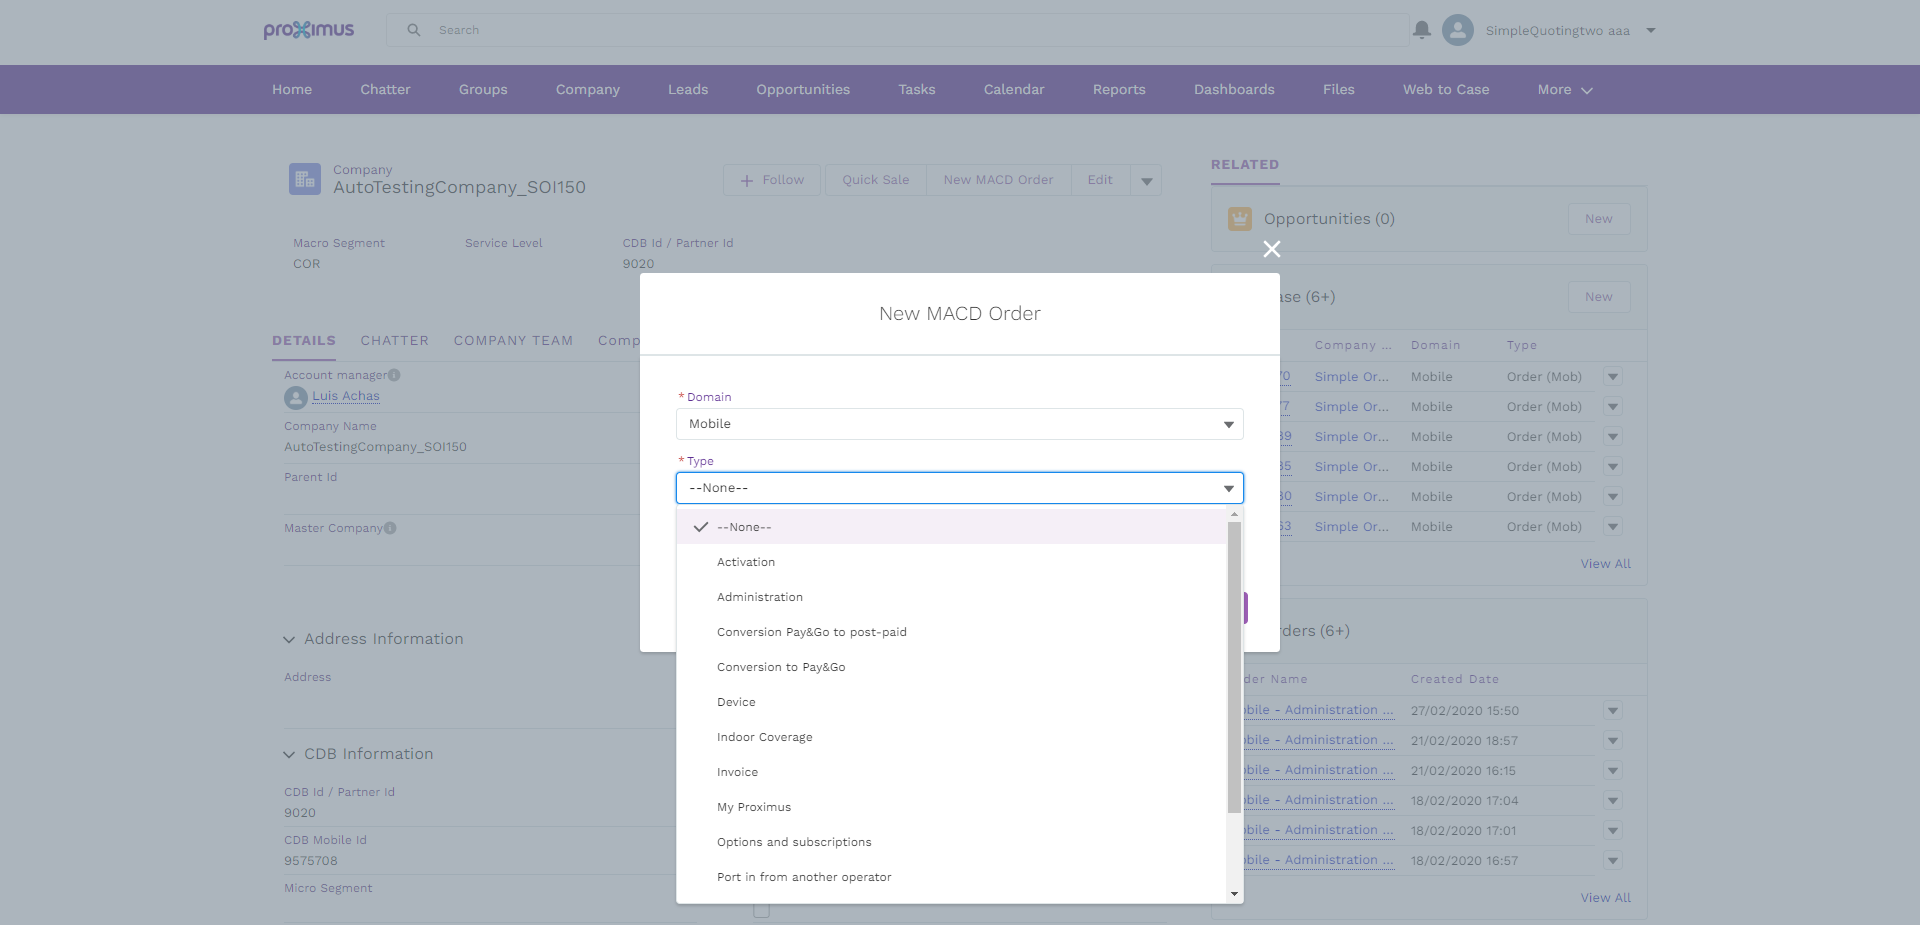 proximus
Search
SimpleQuotingtwo aaa
Home Chatter Groups Company Leads Opportunities Tasks Calendar Reports Dashboards Files Web to Case More
Company
AutoTestingCompany_SOI150
Follow Quick Sale New MACD Order Edit
Macro Segment Service Level CDB Id / Partner Id
COR 9020
DETAILS CHATTER COMPANY TEAM Comp
Account manager
Luis Achas
Company Name
AutoTestingCompany_SOI150
Parent Id
Master Company
Address Information
Address
CDB Information
CDB Id / Partner Id
9020
CDB Mobile Id
9575708
Micro Segment
New MACD Order
*Domain
Mobile
*Type
--None--
--None--
Activation
Administration
Conversion Pay&Go to post-paid
Conversion to Pay&Go
Device
Indoor Coverage
Invoice
My Proximus
Options and subscriptions
Port in from another operator
RELATED
Opportunities (0) New
ase (6+) New
Company ... Domain Type
70 Simple Or... Mobile Order (Mob)
77 Simple Or... Mobile Order (Mob)
39 Simple Or... Mobile Order (Mob)
35 Simple Or... Mobile Order (Mob)
30 Simple Or... Mobile Order (Mob)
63 Simple Or... Mobile Order (Mob)
View All
rders (6+)
der Name Created Date
obile - Administration ... 27/02/2020 15:50
obile - Administration ... 21/02/2020 18:57
obile - Administration ... 21/02/2020 16:15
obile - Administration ... 18/02/2020 17:04
obile - Administration ... 18/02/2020 17:01
obile - Administration ... 18/02/2020 16:57
View All